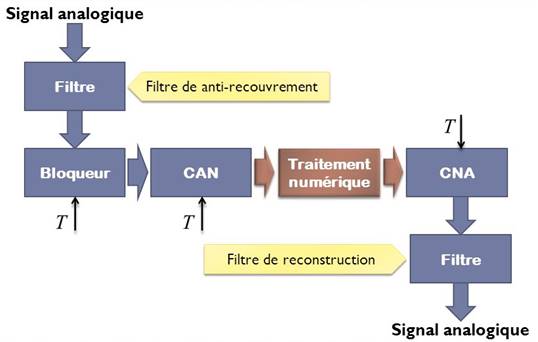 Signal analogique
Filtre
Filtre de anti-recouvrement
Bloqueur
CAN
Traitement
numérique
CNA
T
T
T
Filtre de reconstruction
Filtre
Signal analogique